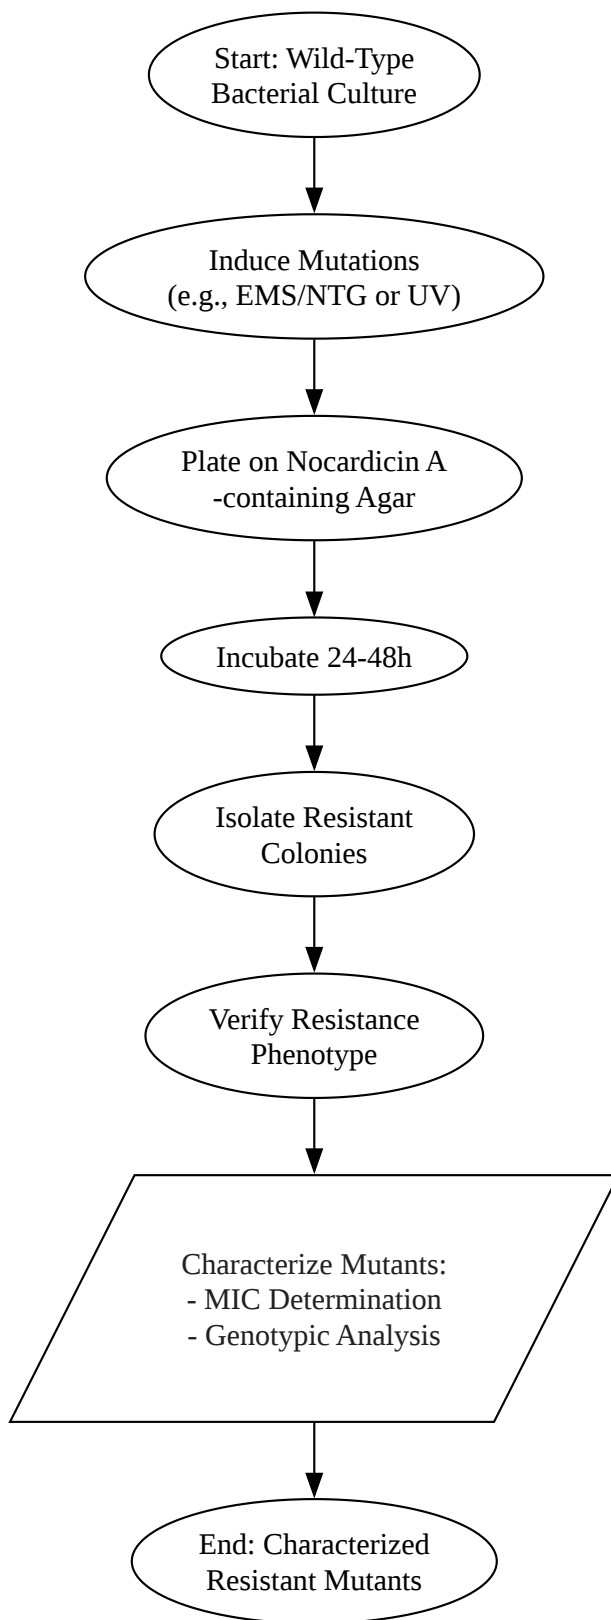 Start: Wild-Type
Bacterial Culture
Induce Mutations
(e.g., EMS/NTG or UV)
Plate on Nocardicin A
-containing Agar
Incubate 24-48h
Isolate Resistant
Colonies
Verify Resistance
Phenotype
Characterize Mutants:
- MIC Determination
- Genotypic Analysis
End: Characterized
Resistant Mutants